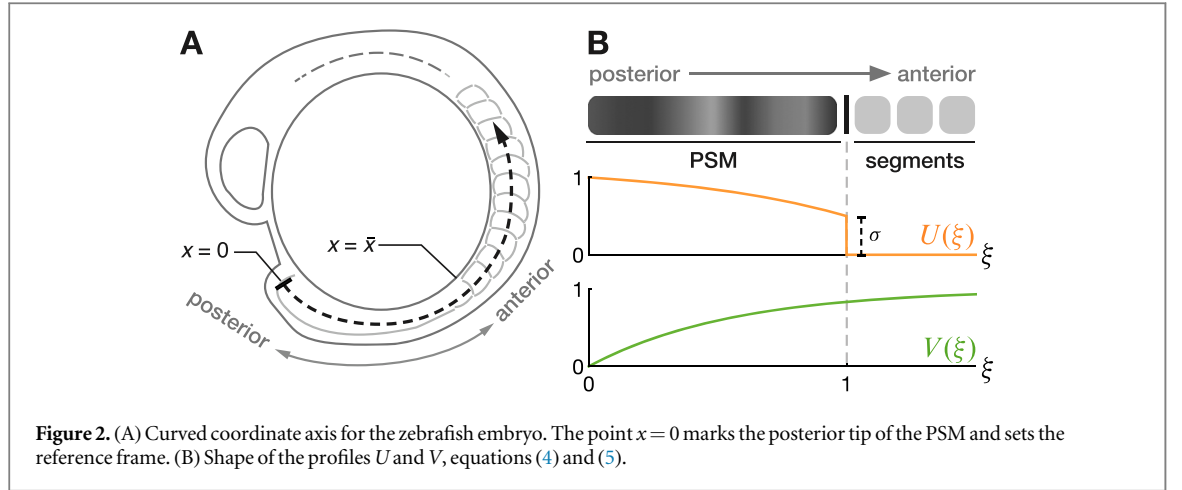 A
x = 0
x = x̄
posterior
anterior
B
posterior anterior
PSM segments
1
σ
U(ξ)
0 ξ
1
V(ξ)
0 ξ
0 1
Figure 2. (A) Curved coordinate axis for the zebrafish embryo. The point x = 0 marks the posterior tip of the PSM and sets the
reference frame. (B) Shape of the profiles U and V, equations (4) and (5).